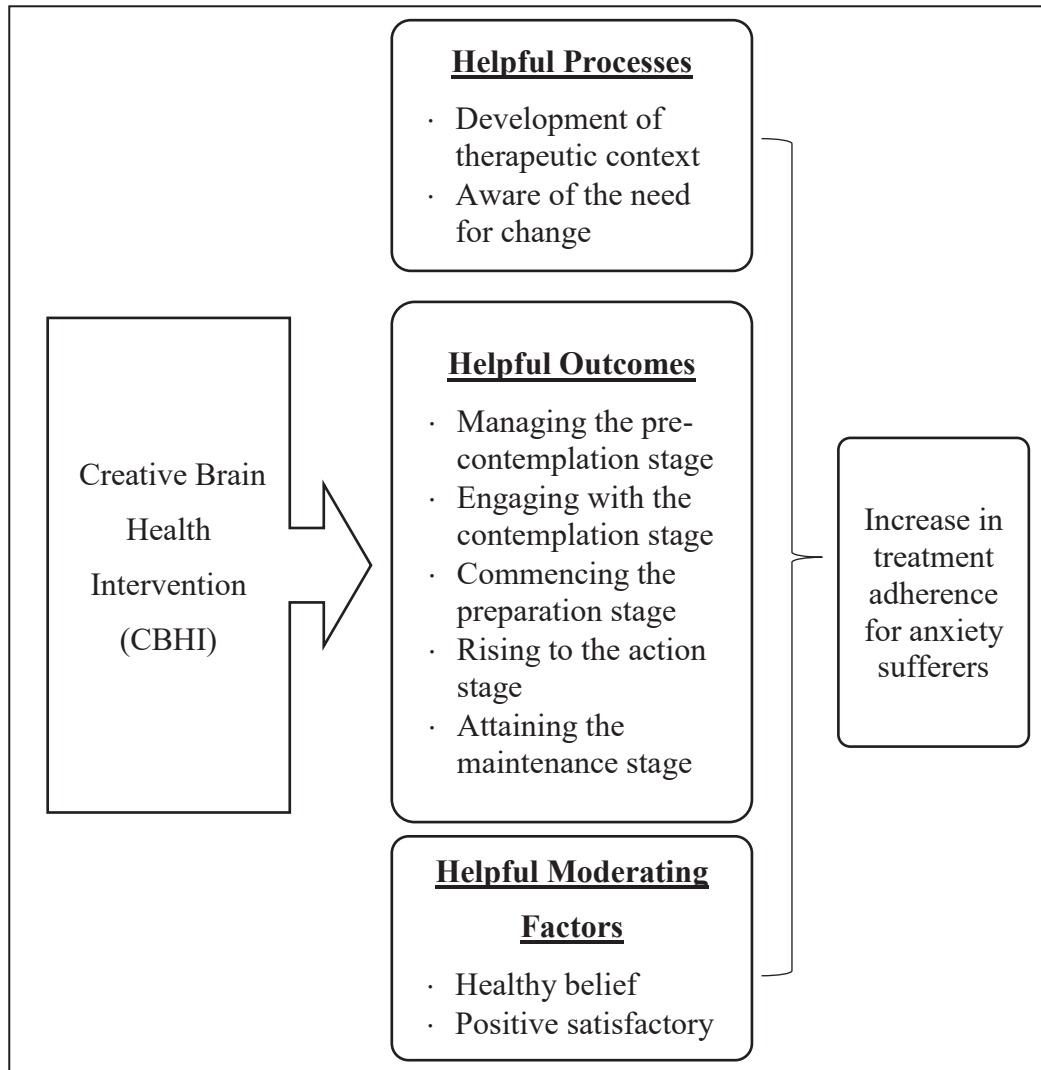 Helpful Processes
· Development of
therapeutic context
· Aware of the need
for change
Creative Brain
Health
Intervention
(CBHI)
Helpful Outcomes
· Managing the pre-
contemplation stage
· Engaging with the
contemplation stage
· Commencing the
preparation stage
· Rising to the action
stage
· Attaining the
maintenance stage
Helpful Moderating
Factors
· Healthy belief
· Positive satisfactory
Increase in
treatment
adherence
for anxiety
sufferers